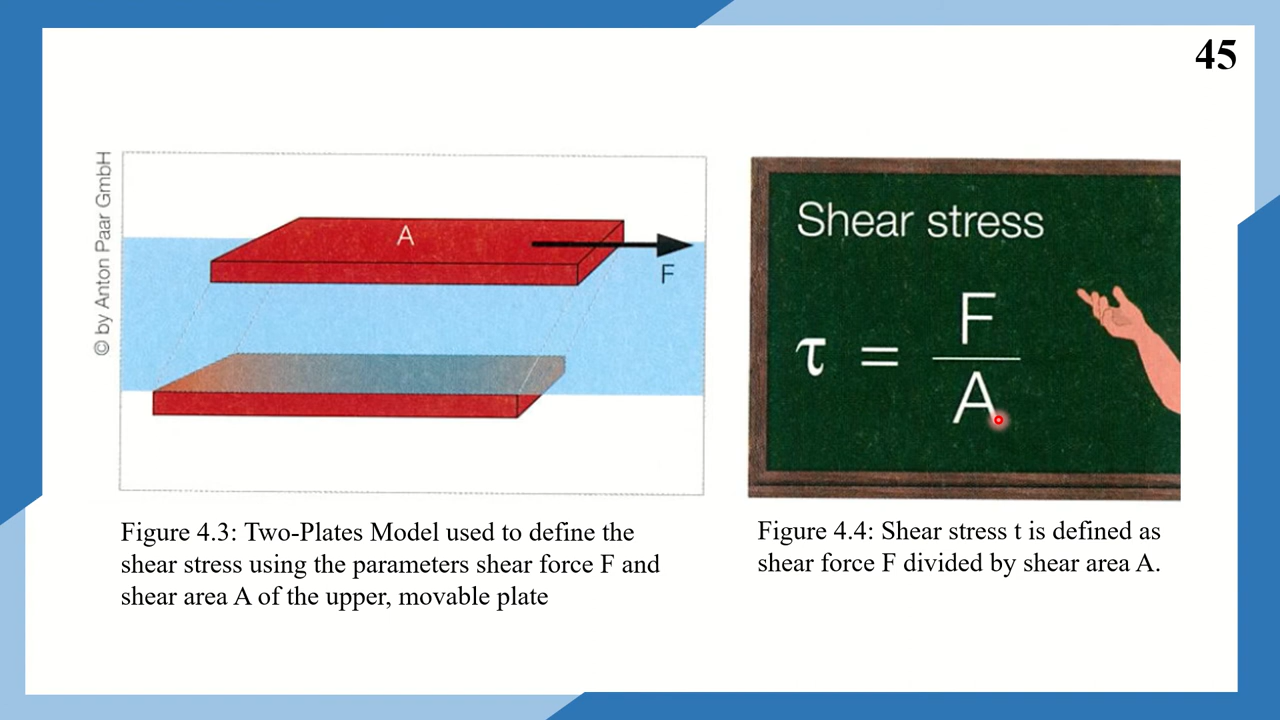 45
© by Anton Paar GmbH
A
F
Shear stress
τ = F
A
Figure 4.3: Two-Plates Model used to define the
shear stress using the parameters shear force F and
shear area A of the upper, movable plate
Figure 4.4: Shear stress t is defined as
shear force F divided by shear area A.